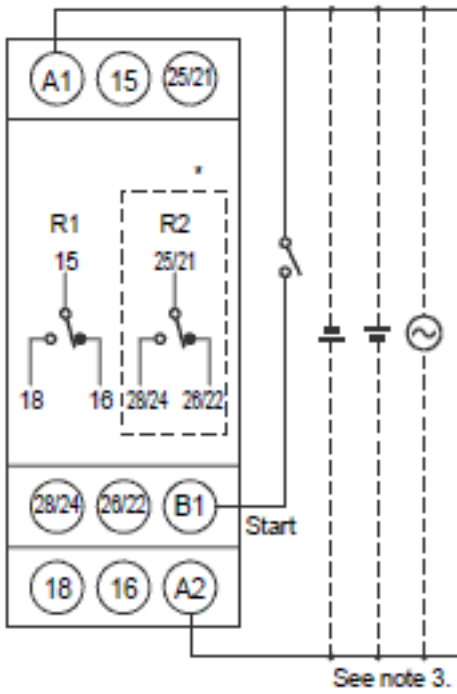 A1 15 25/21
*
R1 R2
15 25/21
18 16 28/24 26/22
28/24 26/22 B1
Start
18 16 A2
See note 3.